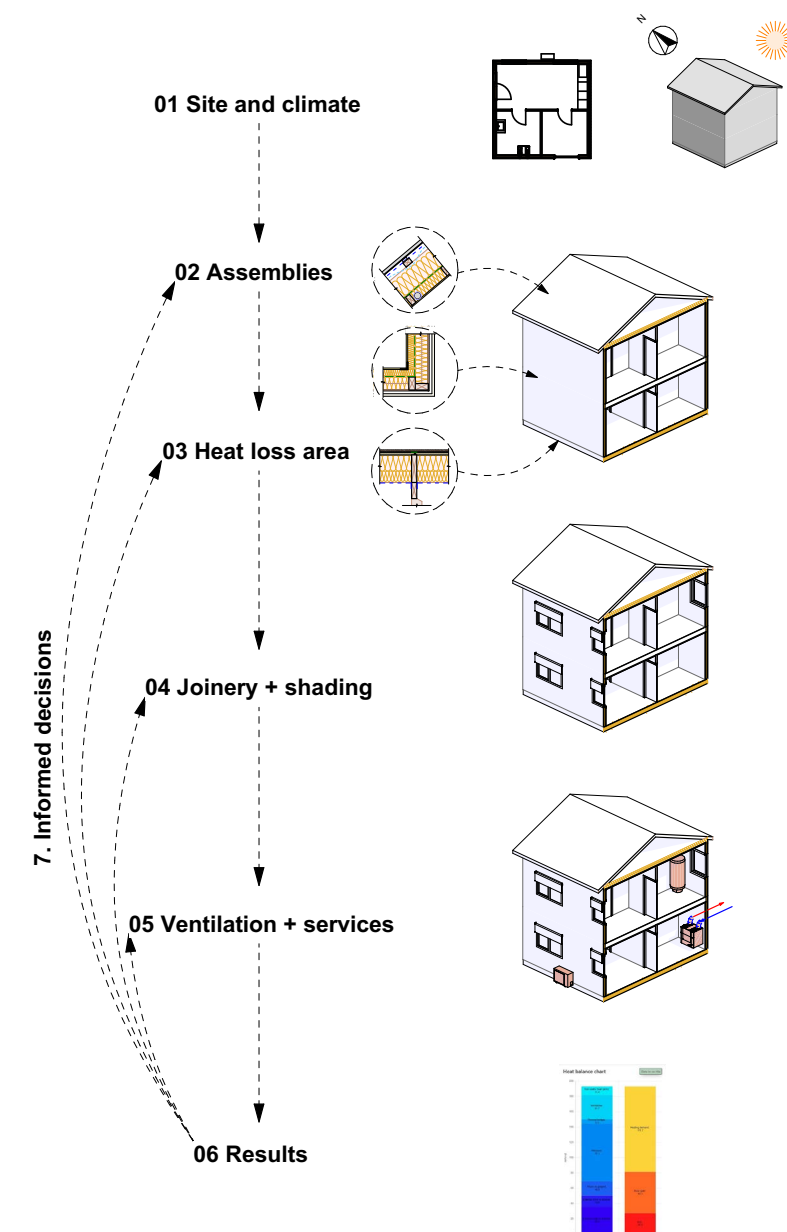 N
01 Site and climate
02 Assemblies
03 Heat loss area
04 Joinery + shading
7. Informed decisions
05 Ventilation + services
Heat balance chart
06 Results